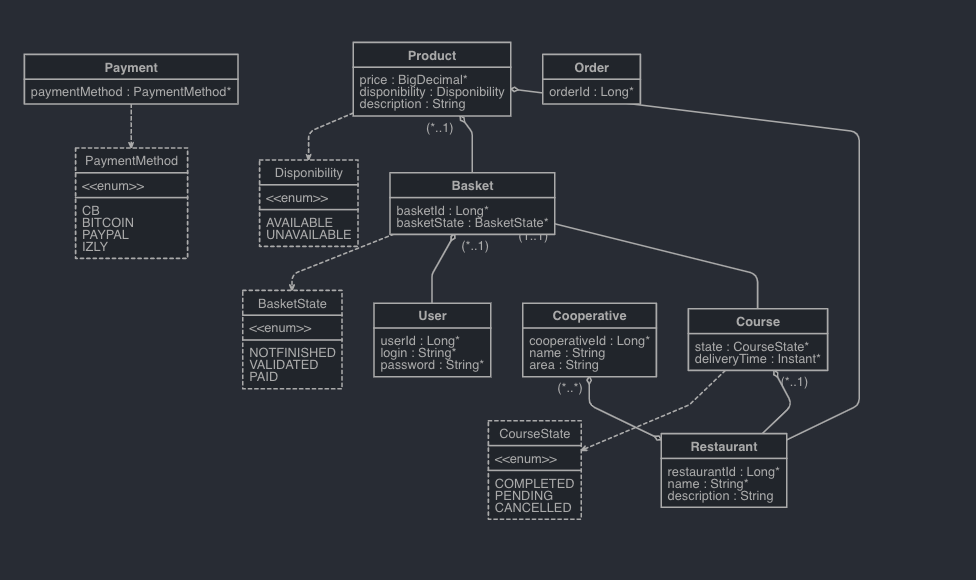 Payment
paymentMethod : PaymentMethod*
PaymentMethod
<<enum>>
CB
BITCOIN
PAYPAL
IZLY
Product
price : BigDecimal*
disponibility : Disponibility
description : String
(*..1)
Order
orderId : Long*
Disponibility
<<enum>>
AVAILABLE
UNAVAILABLE
Basket
basketId : Long*
basketState : BasketState*
(*..1)
(1..1)
BasketState
<<enum>>
NOTFINISHED
VALIDATED
PAID
User
userId : Long*
login : String*
password : String*
Cooperative
cooperativeId : Long*
name : String
area : String
(*..*)
Course
state : CourseState*
deliveryTime : Instant*
(*..1)
CourseState
<<enum>>
COMPLETED
PENDING
CANCELLED
Restaurant
restaurantId : Long*
name : String*
description : String